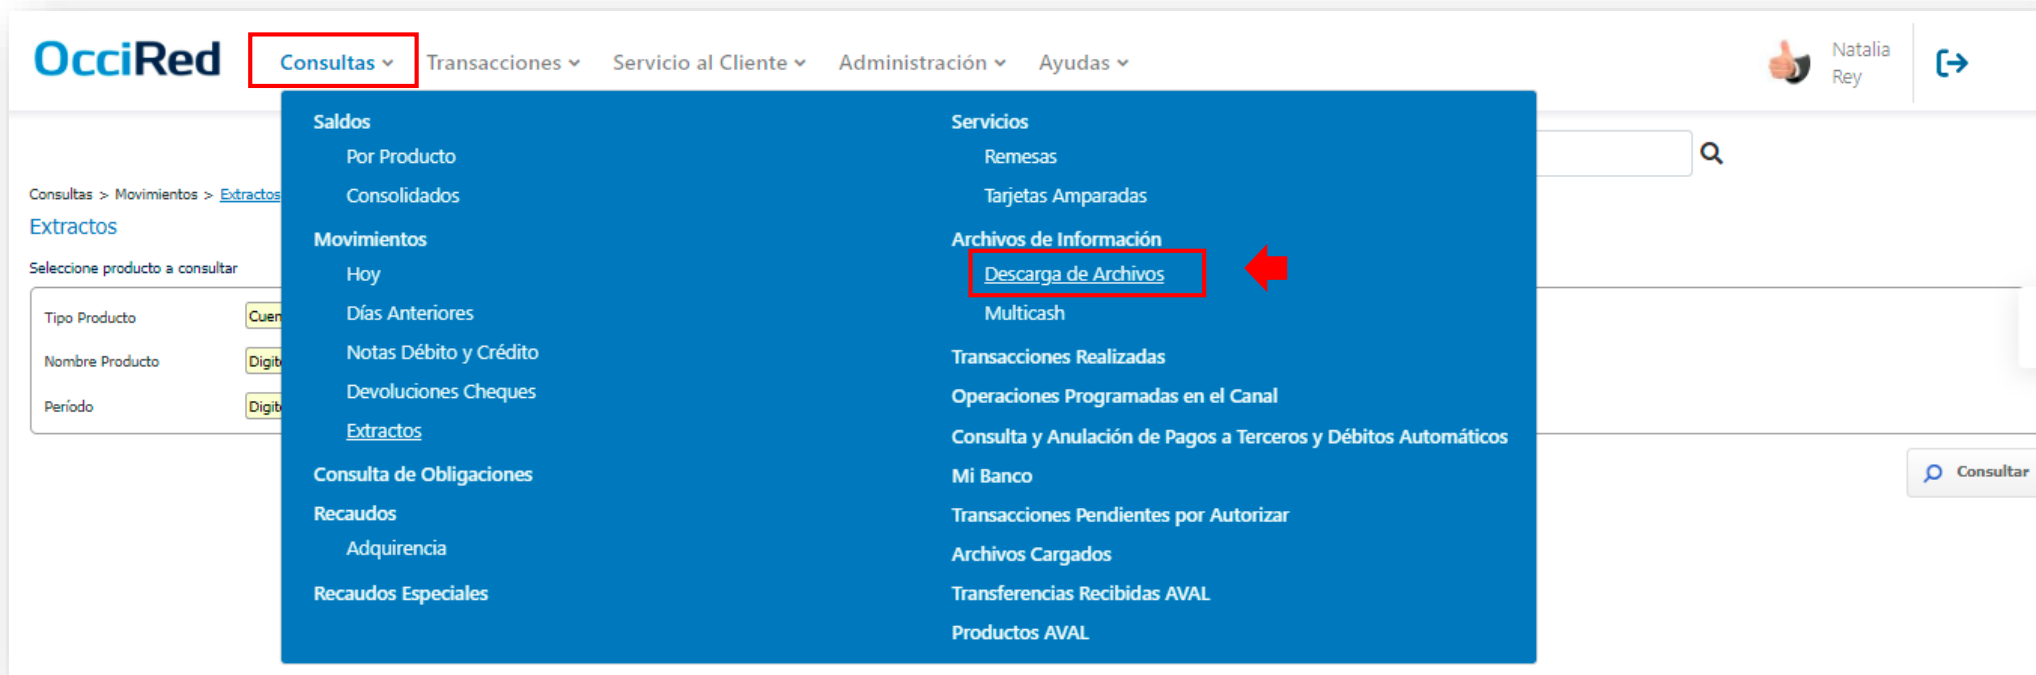 OcciRed
Consultas
Transacciones
Servicio al Cliente
Administración
Ayudas
Natalia
Rey
Consultas > Movimientos > Extractos
Extractos
Seleccione producto a consultar
Tipo Producto
Nombre Producto
Período
Saldos
Por Producto
Consolidados
Movimientos
Hoy
Días Anteriores
Notas Débito y Crédito
Devoluciones Cheques
Extractos
Consulta de Obligaciones
Recaudos
Adquirencia
Recaudos Especiales
Servicios
Remesas
Tarjetas Amparadas
Archivos de Información
Descarga de Archivos
Multicash
Transacciones Realizadas
Operaciones Programadas en el Canal
Consulta y Anulación de Pagos a Terceros y Débitos Automáticos
Mi Banco
Transacciones Pendientes por Autorizar
Archivos Cargados
Transferencias Recibidas AVAL
Productos AVAL
Consultar